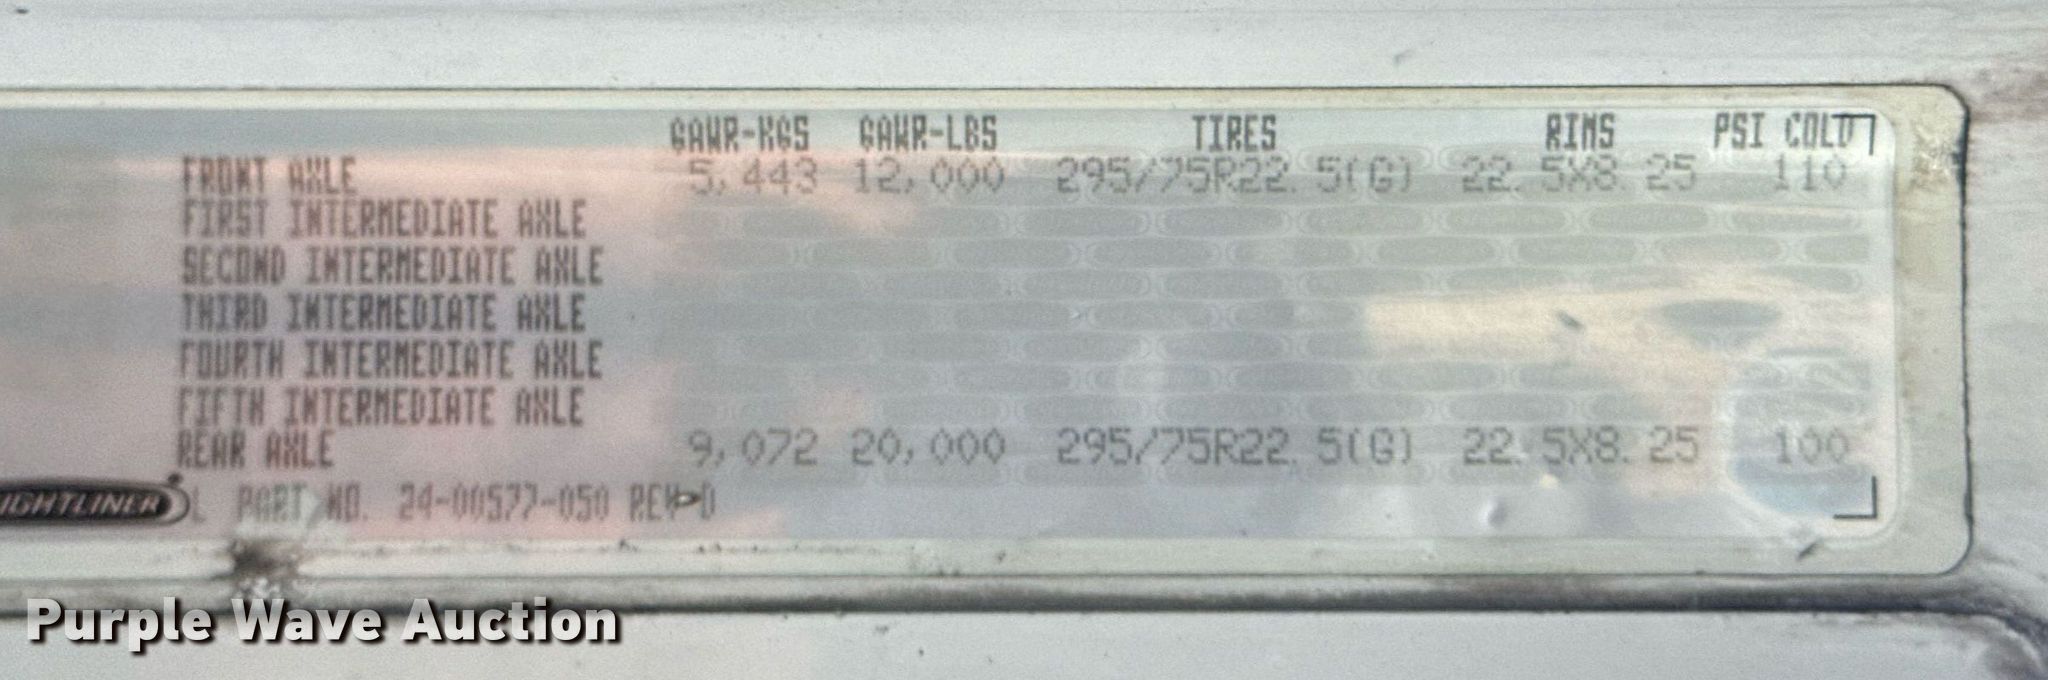 GAWR-KGS GAWR-LBS TIRES RIMS PSI COLD
FRONT AXLE 5,443 12,000 295/75R22.5(G) 22.5X8.25 110
FIRST INTERMEDIATE AXLE
SECOND INTERMEDIATE AXLE
THIRD INTERMEDIATE AXLE
FOURTH INTERMEDIATE AXLE
FIFTH INTERMEDIATE AXLE
REAR AXLE 9,072 20,000 295/75R22.5(G) 22.5X8.25 100
IGHTLINER L PART NO. 24-00577-050 REV D
Purple Wave Auction